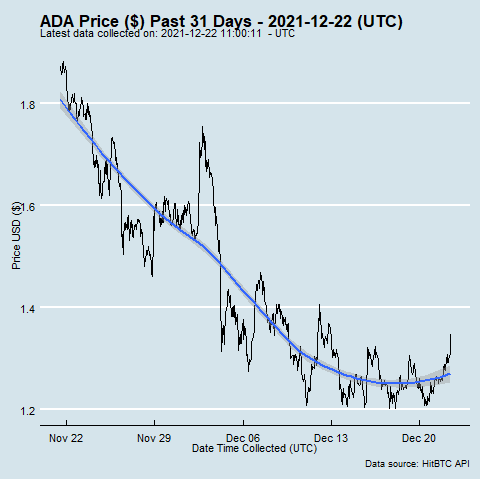 ADA Price ($) Past 31 Days - 2021-12-22 (UTC)
Latest data collected on: 2021-12-22 11:00:11 - UTC
Price USD ($)
1.8
1.6
1.4
1.2
Nov 22 Nov 29 Dec 06 Dec 13 Dec 20
Date Time Collected (UTC)
Data source: HitBTC API